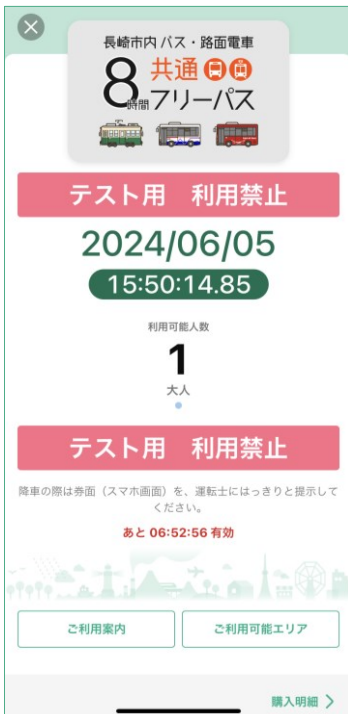 長崎市内 バス・路面電車
8時間 共通
フリーパス
テスト用　利用禁止
2024/06/05
15:50:14.85
利用可能人数
1
大人
テスト用　利用禁止
降車の際は券面（スマホ画面）を、運転士にはっきりと提示して
ください。
あと 06:52:56 有効
ご利用案内
ご利用可能エリア
購入明細